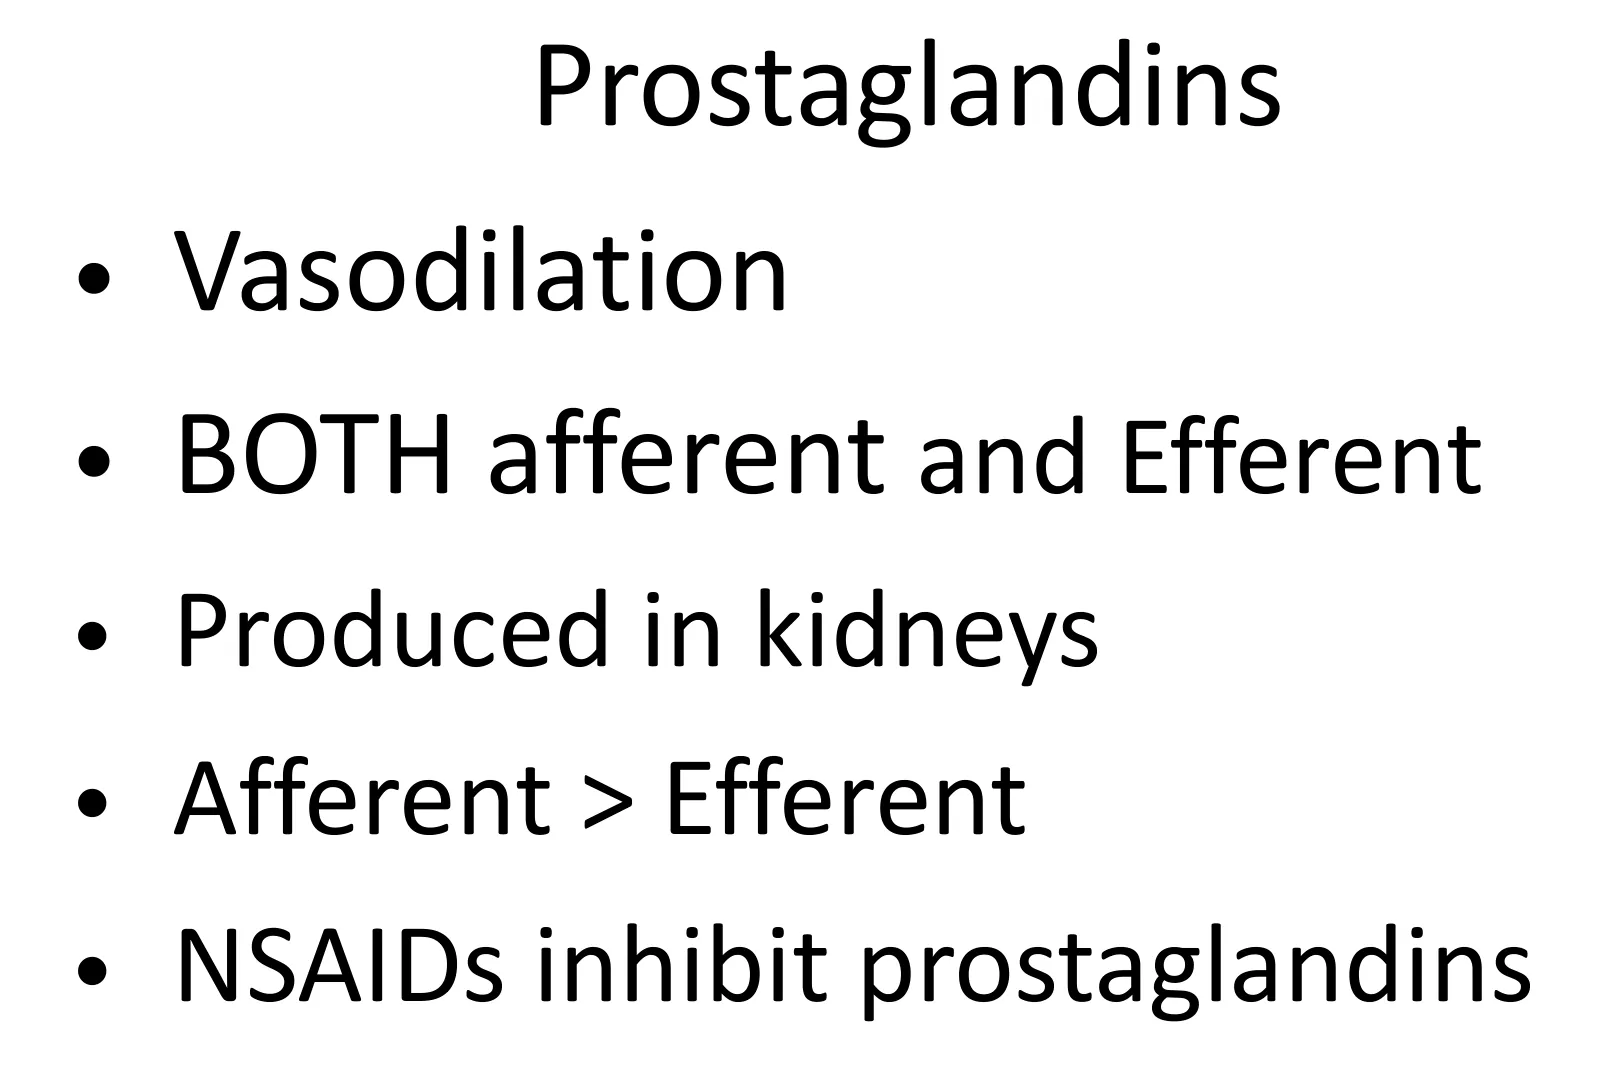 Prostaglandins
• Vasodilation
• BOTH afferent and Efferent
• Produced in kidneys
• Afferent > Efferent
• NSAIDs inhibit prostaglandins